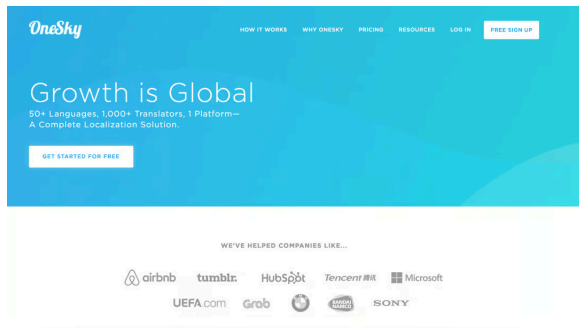 OneSky
HOW IT WORKS WHY ONESKY PRICING RESOURCES LOG IN FREE SIGN UP
Growth is Global
50+ Languages, 1,000+ Translators, 1 Platform—
A Complete Localization Solution.
GET STARTED FOR FREE
WE'VE HELPED COMPANIES LIKE...
airbnb tumblr. HubSpot Tencent 腾讯 Microsoft
UEFA.com Grab BANDAI NAMCO SONY